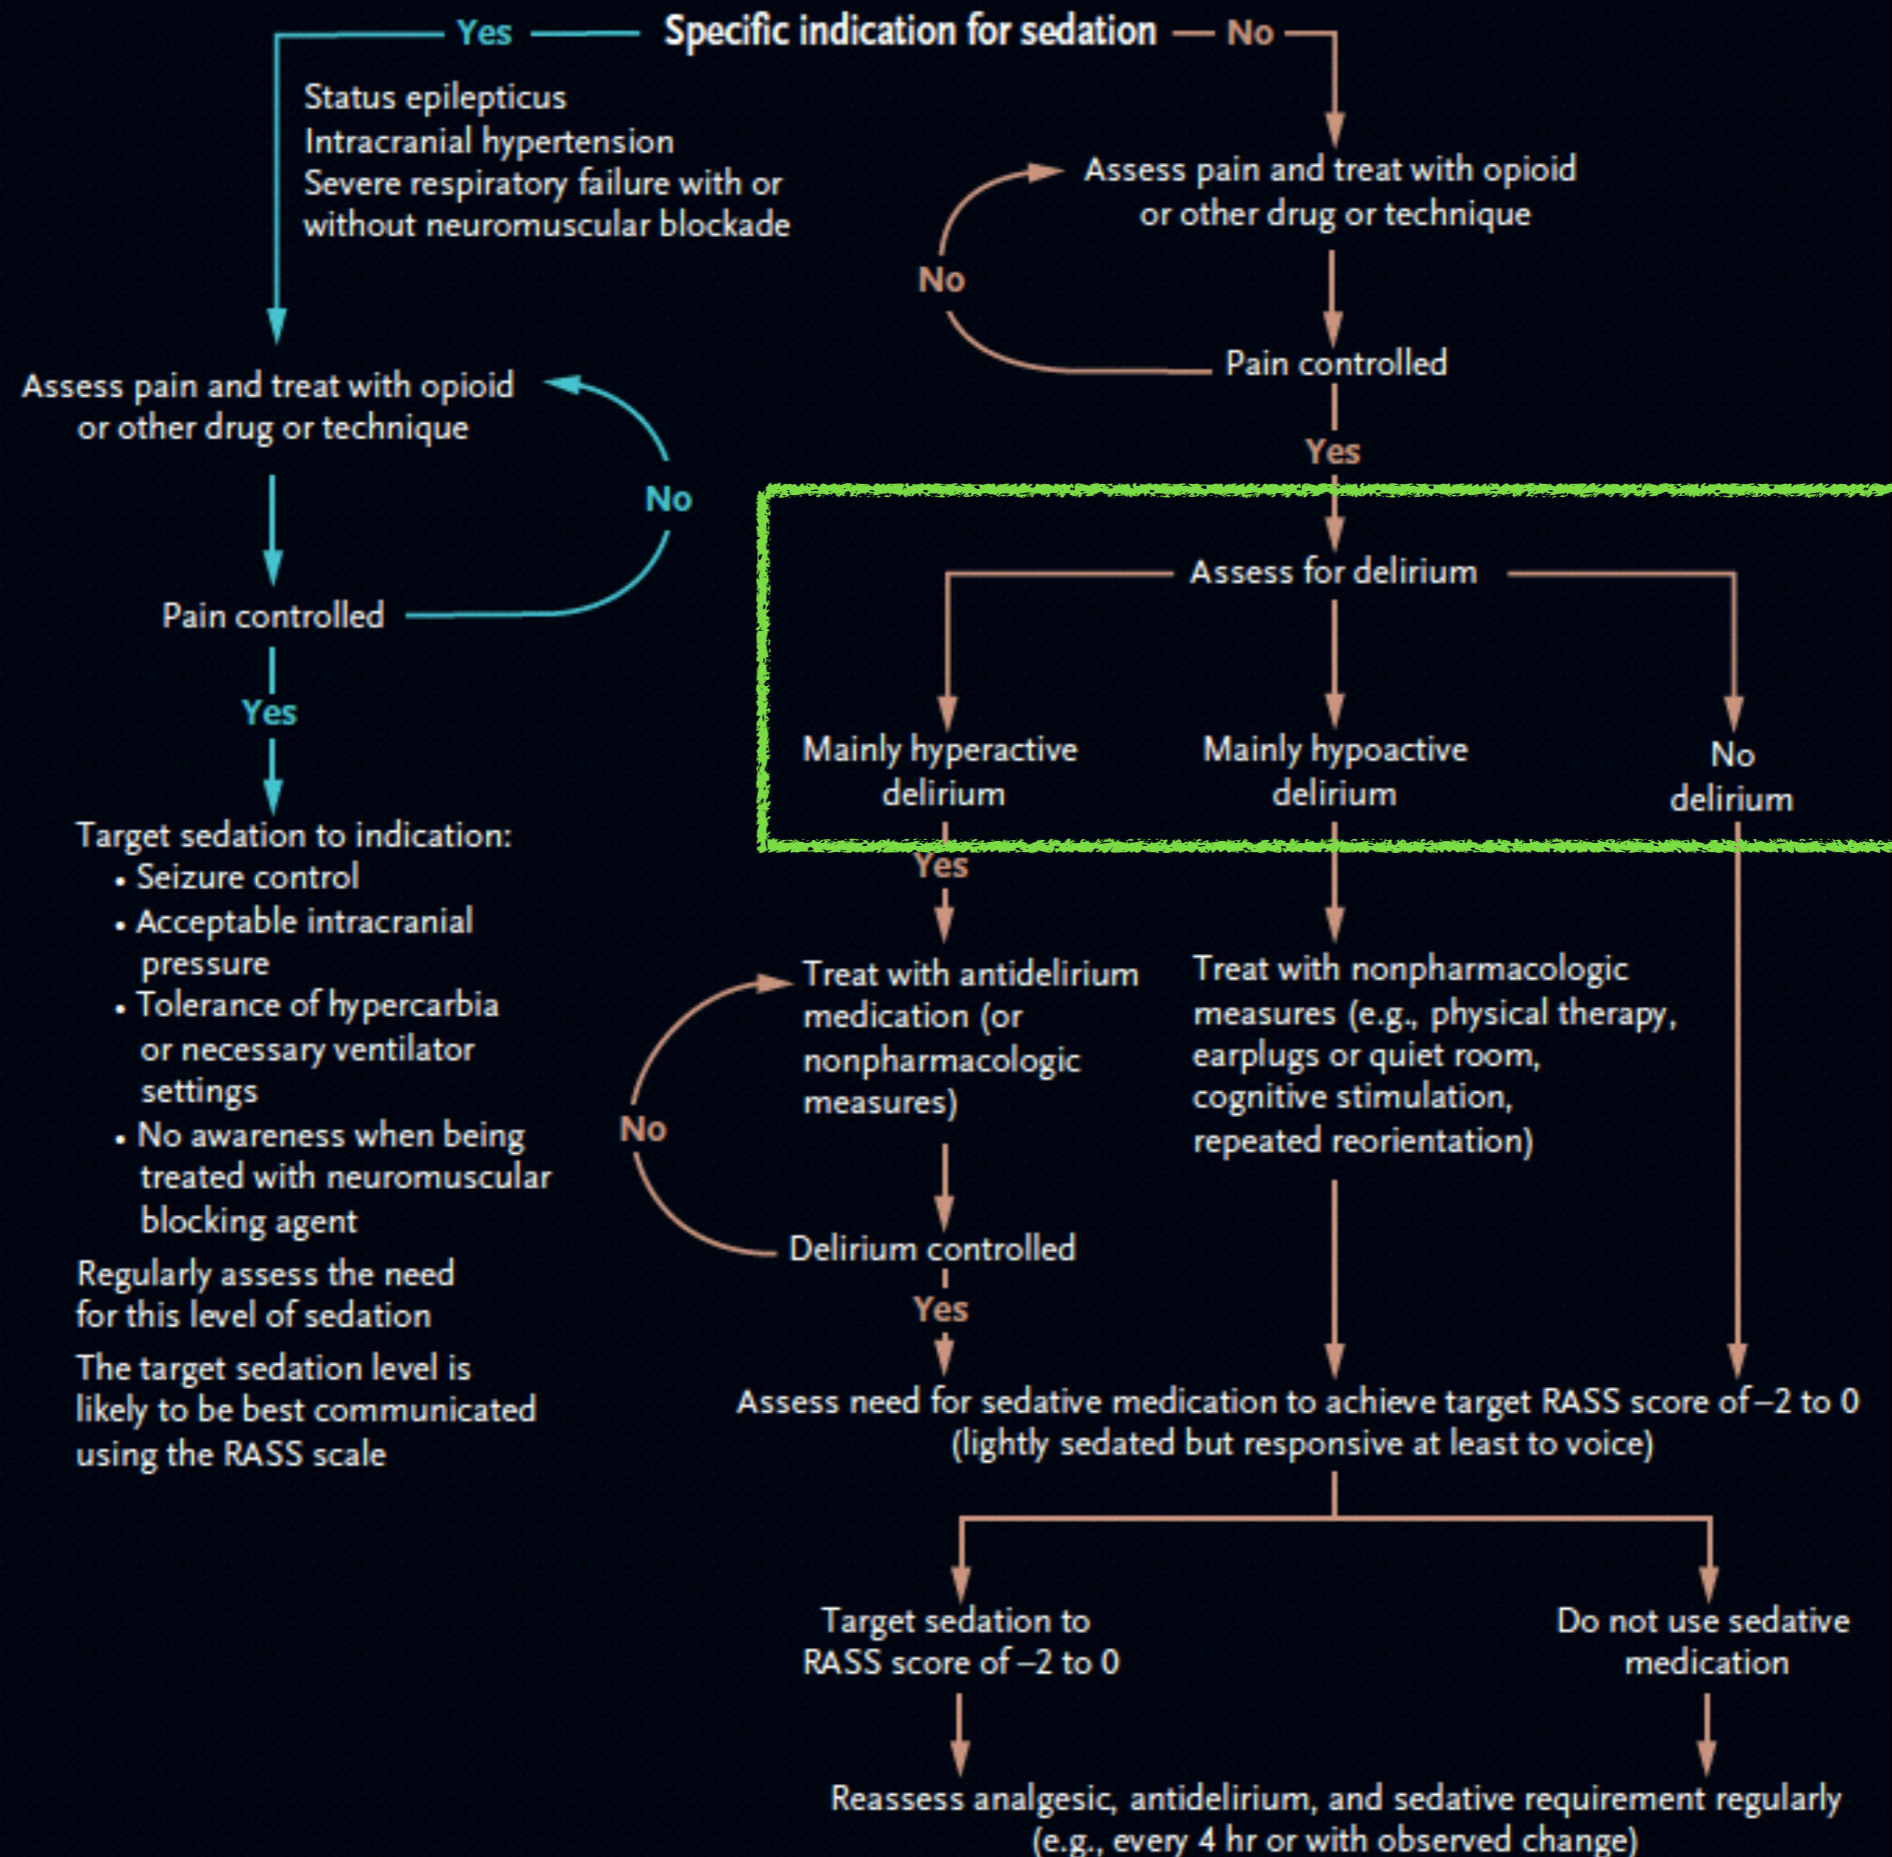 Specific indication for sedation
Yes
No
Status epilepticus
Intracranial hypertension
Severe respiratory failure with or
without neuromuscular blockade
Assess pain and treat with opioid
or other drug or technique
No
Pain controlled
Yes
Target sedation to indication:
• Seizure control
• Acceptable intracranial
pressure
• Tolerance of hypercarbia
or necessary ventilator
settings
• No awareness when being
treated with neuromuscular
blocking agent
Regularly assess the need
for this level of sedation
The target sedation level is
likely to be best communicated
using the RASS scale
Assess pain and treat with opioid
or other drug or technique
No
Pain controlled
Yes
Assess for delirium
Mainly hyperactive
delirium
Mainly hypoactive
delirium
No
delirium
Yes
Treat with antidelirium
medication (or
nonpharmacologic
measures)
No
Delirium controlled
Yes
Treat with nonpharmacologic
measures (e.g., physical therapy,
earplugs or quiet room,
cognitive stimulation,
repeated reorientation)
Assess need for sedative medication to achieve target RASS score of –2 to 0
(lightly sedated but responsive at least to voice)
Target sedation to
RASS score of –2 to 0
Do not use sedative
medication
Reassess analgesic, antidelirium, and sedative requirement regularly
(e.g., every 4 hr or with observed change)